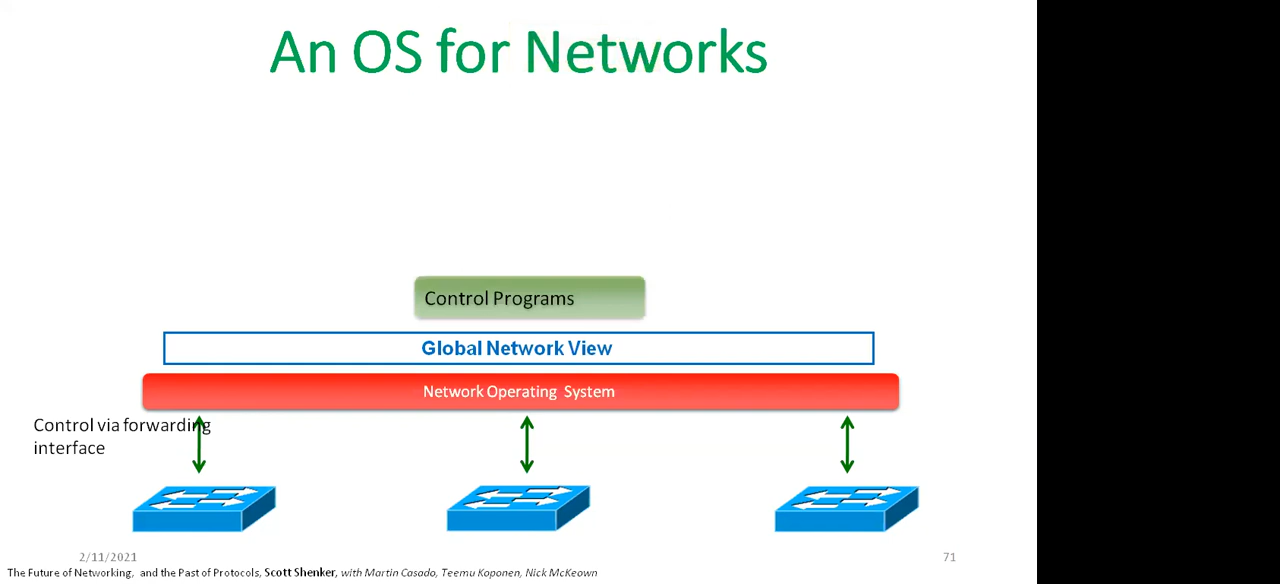 An OS for Networks
Control Programs
Global Network View
Network Operating System
Control via forwarding
interface
2/11/2021
71
The Future of Networking, and the Past of Protocols, Scott Shenker, with Martin Casado, Teemu Koponen, Nick McKeown